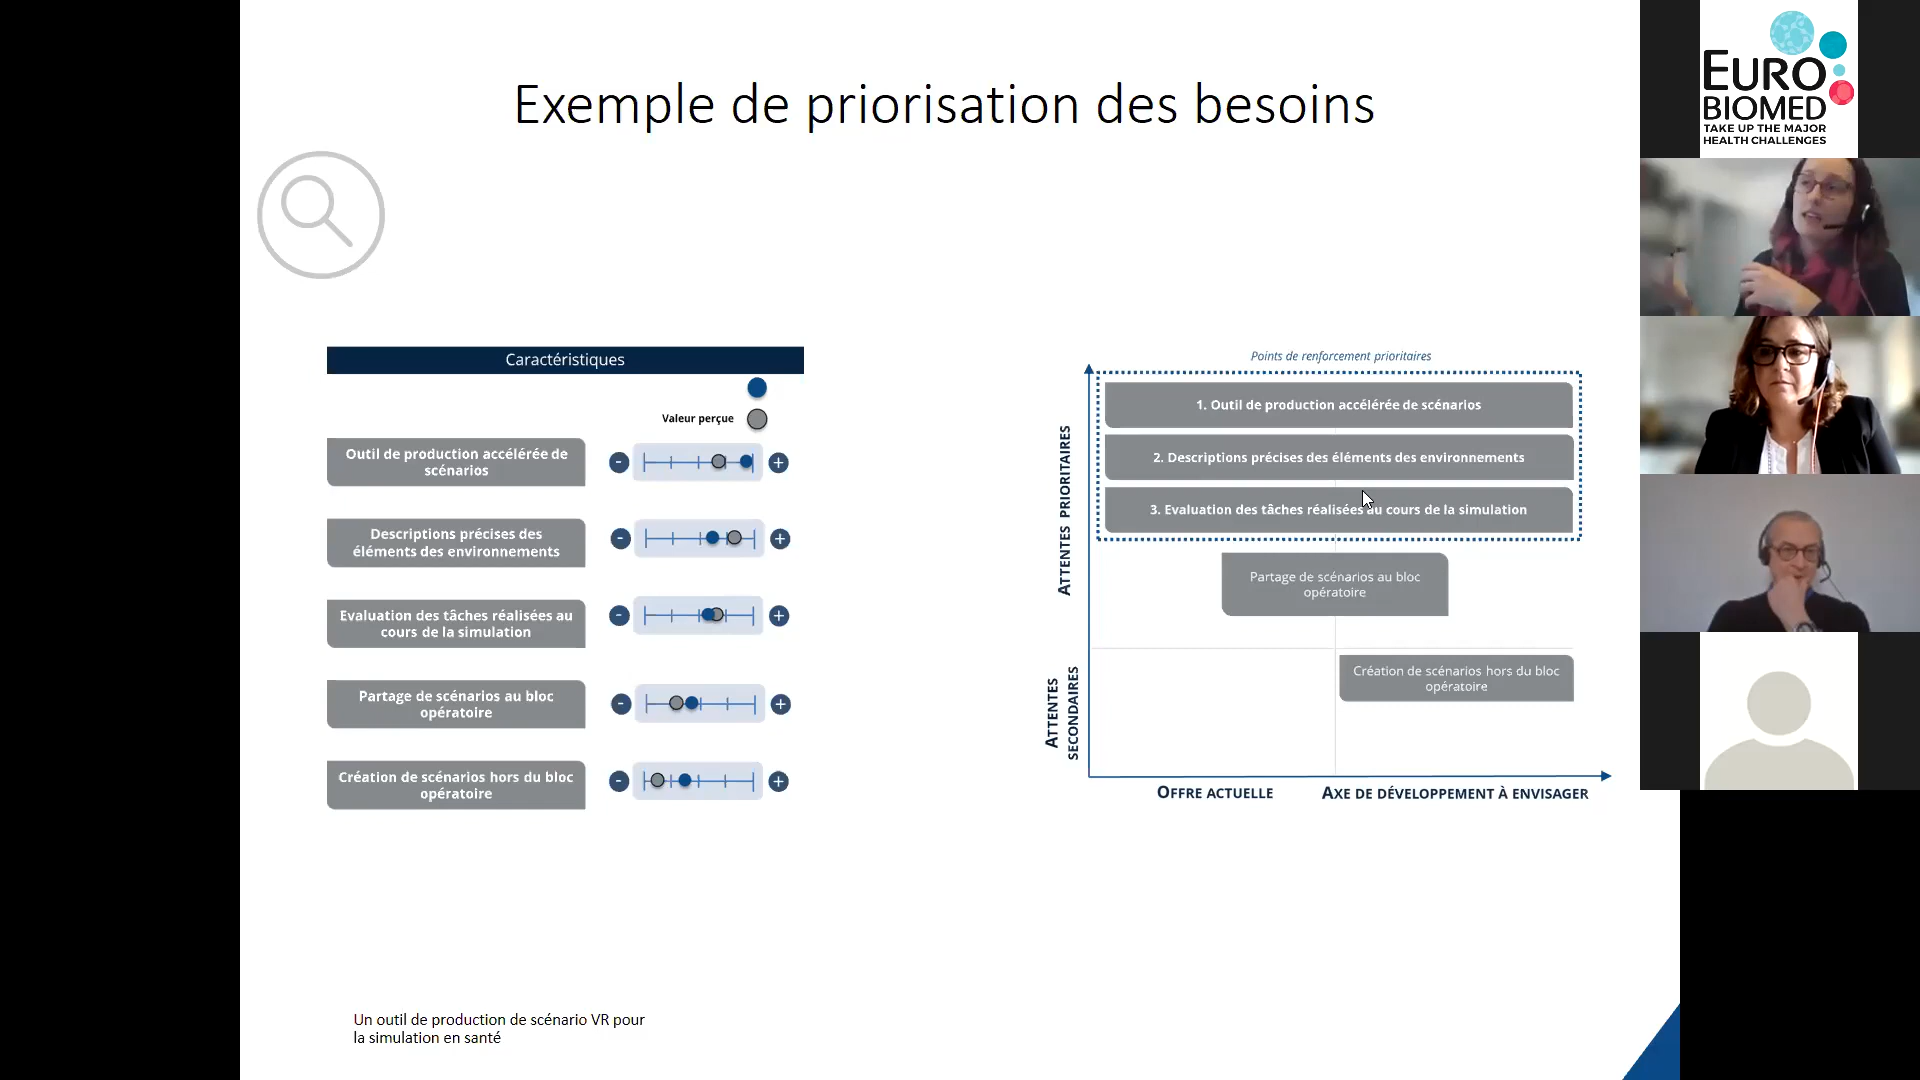 Exemple de priorisation des besoins
EURO
BIOMED
TAKE UP THE MAJOR
HEALTH CHALLENGES
Caractéristiques
Valeur perçue
Outil de production accélérée de
scénarios
- +
Descriptions précises des
éléments des environnements
- +
Evaluation des tâches réalisées au
cours de la simulation
- +
Partage de scénarios au bloc
opératoire
- +
Création de scénarios hors du bloc
opératoire
- +
Points de renforcement prioritaires
ATTENTES PRIORITAIRES
1. Outil de production accélérée de scénarios
2. Descriptions précises des éléments des environnements
3. Evaluation des tâches réalisées au cours de la simulation
Partage de scénarios au bloc
opératoire
ATTENTES
SECONDAIRES
Création de scénarios hors du bloc
opératoire
OFFRE ACTUELLE
AXE DE DÉVELOPPEMENT À ENVISAGER
Un outil de production de scénario VR pour
la simulation en santé